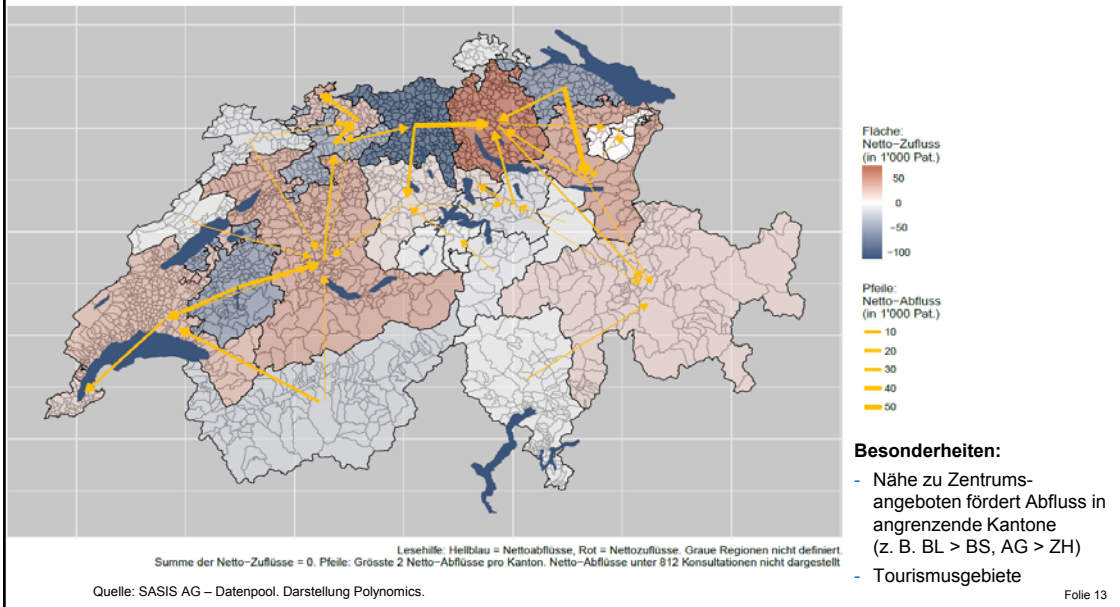 Fläche:
Netto-Zufluss
(in 1'000 Pat.)
50
0
-50
-100
Pfeile:
Netto-Abfluss
(in 1'000 Pat.)
10
20
30
40
50
Besonderheiten:
- Nähe zu Zentrums-
angeboten fördert Abfluss in
angrenzende Kantone
(z. B. BL > BS, AG > ZH)
- Tourismusgebiete
Lesehilfe: Hellblau = Nettoabflüsse, Rot = Nettozuflüsse. Graue Regionen nicht definiert.
Summe der Netto-Zuflüsse = 0. Pfeile: Grösste 2 Netto-Abflüsse pro Kanton. Netto-Abflüsse unter 812 Konsultationen nicht dargestellt
Quelle: SASIS AG – Datenpool. Darstellung Polynomics.
Folie 13